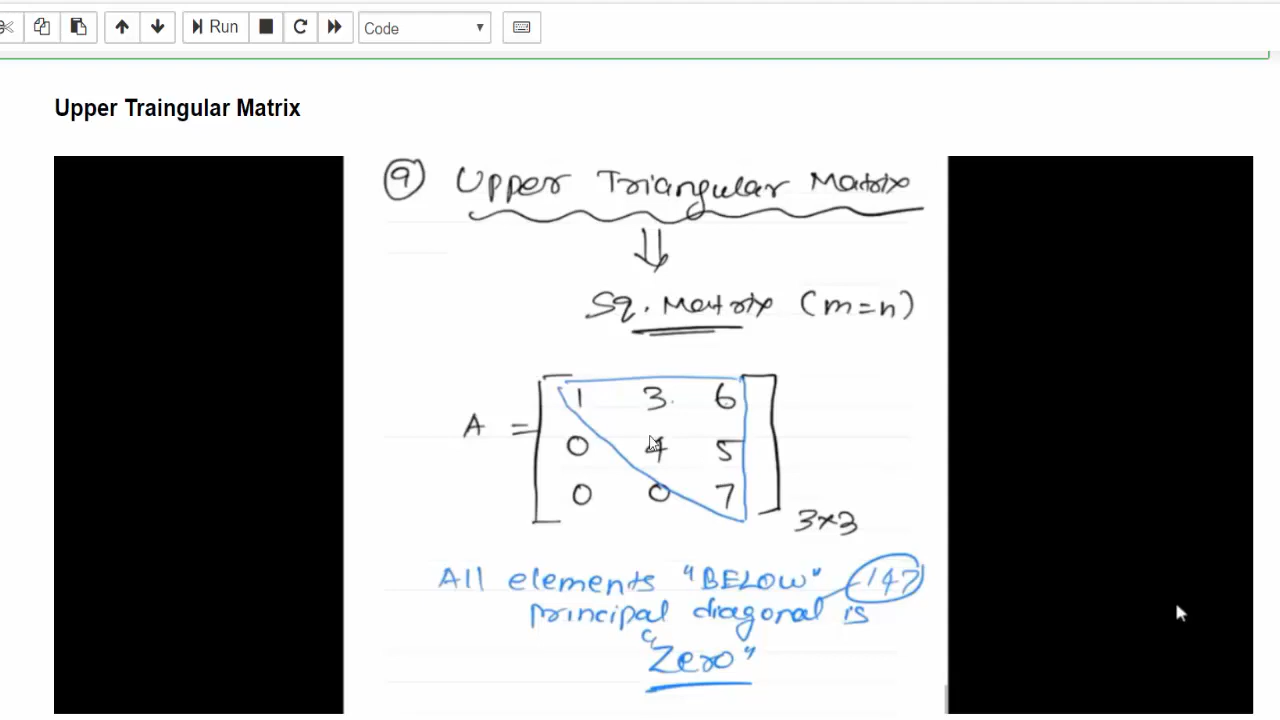 Run
Code
Upper Traingular Matrix
9 Upper Triangular Matrix
Sq. Matrix (m=n)
1 3 6
A = 0 4 5
0 0 7
3×3
All elements "BELOW" 147
principal diagonal is
"Zero"